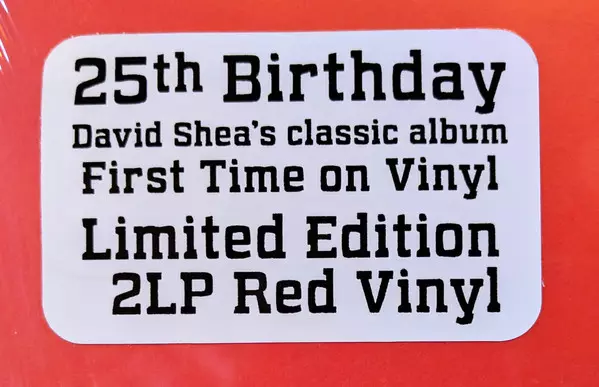 25th Birthday
David Shea's classic album
First Time on Vinyl
Limited Edition
2LP Red Vinyl